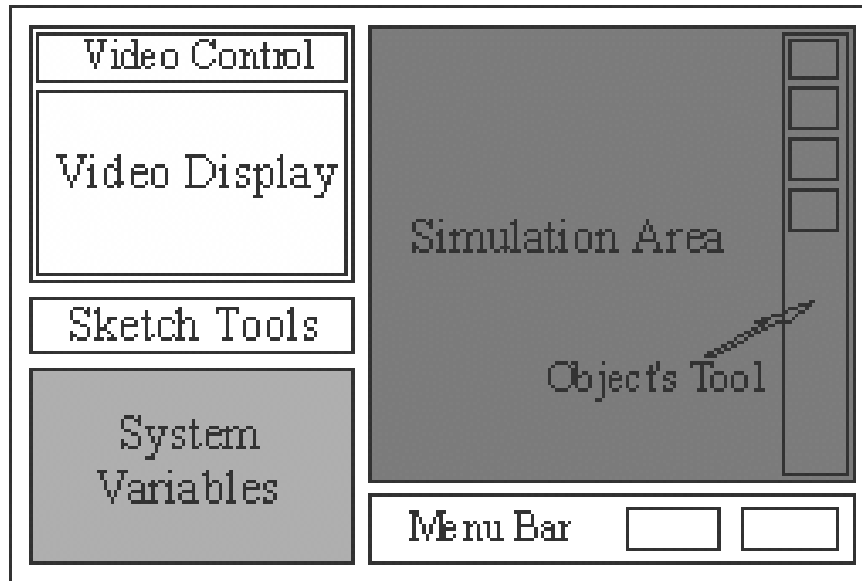 Video Control
Video Display
Simulation Area
Sketch Tools
Object's Tool
System
Variables
Menu Bar